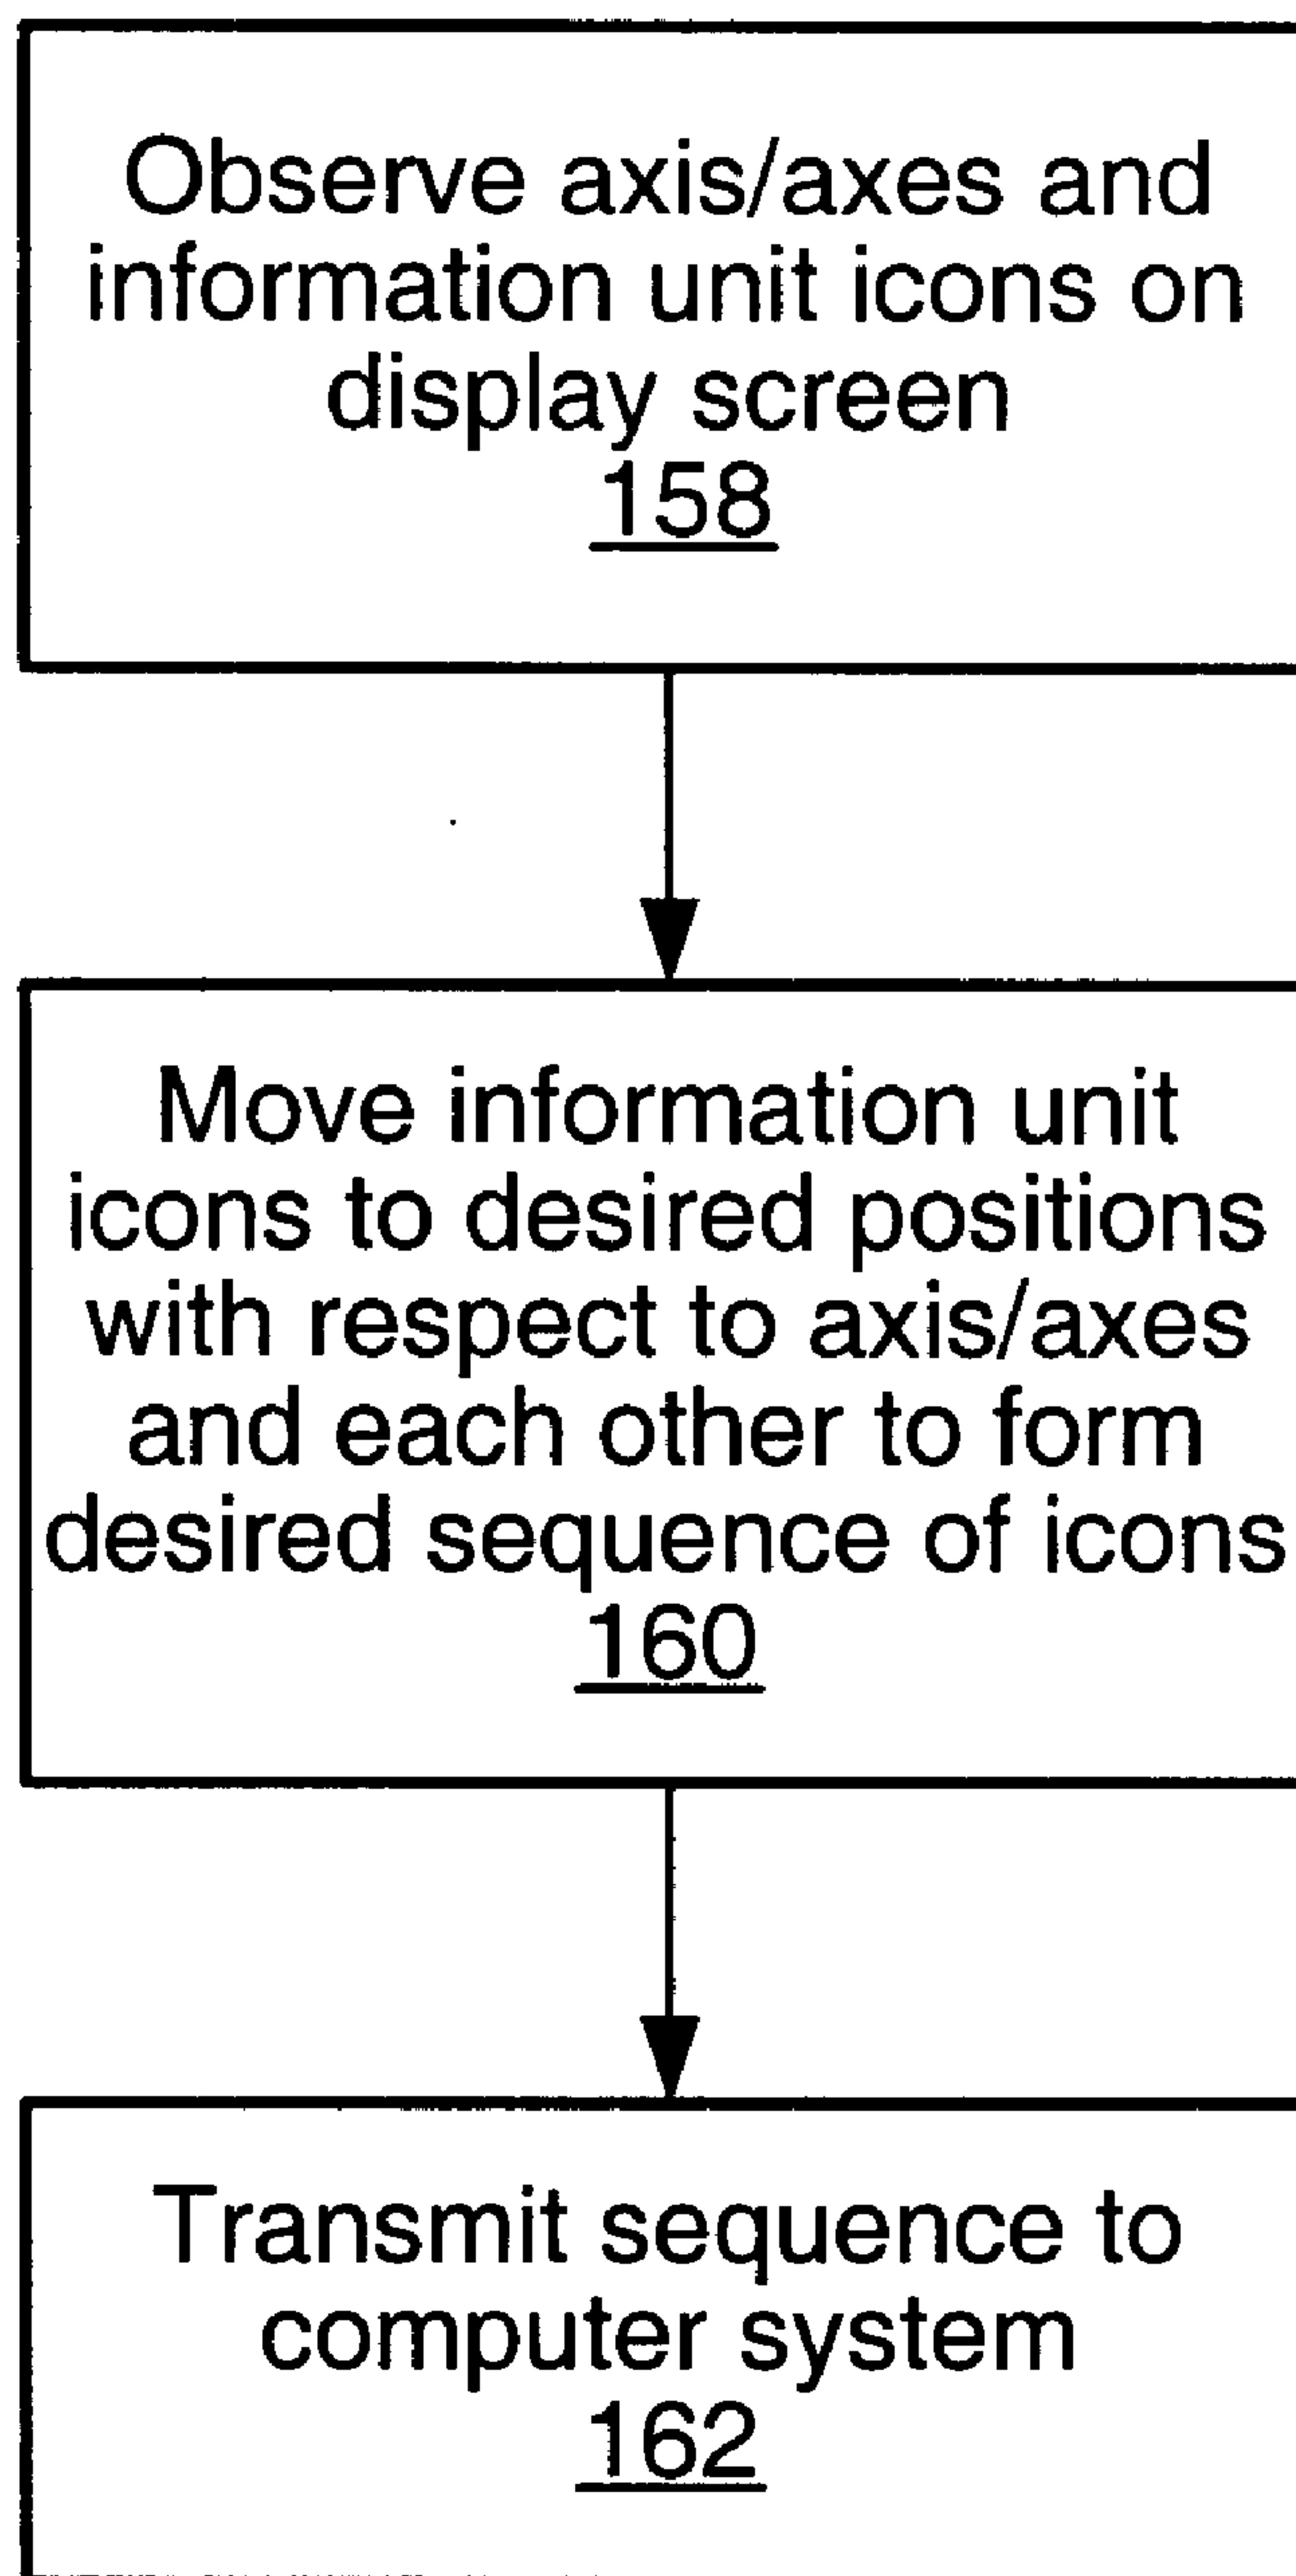 Observe axis/axes and
information unit icons on
display screen
158
Move information unit
icons to desired positions
with respect to axis/axes
and each other to form
desired sequence of icons
160
Transmit sequence to
computer system
162